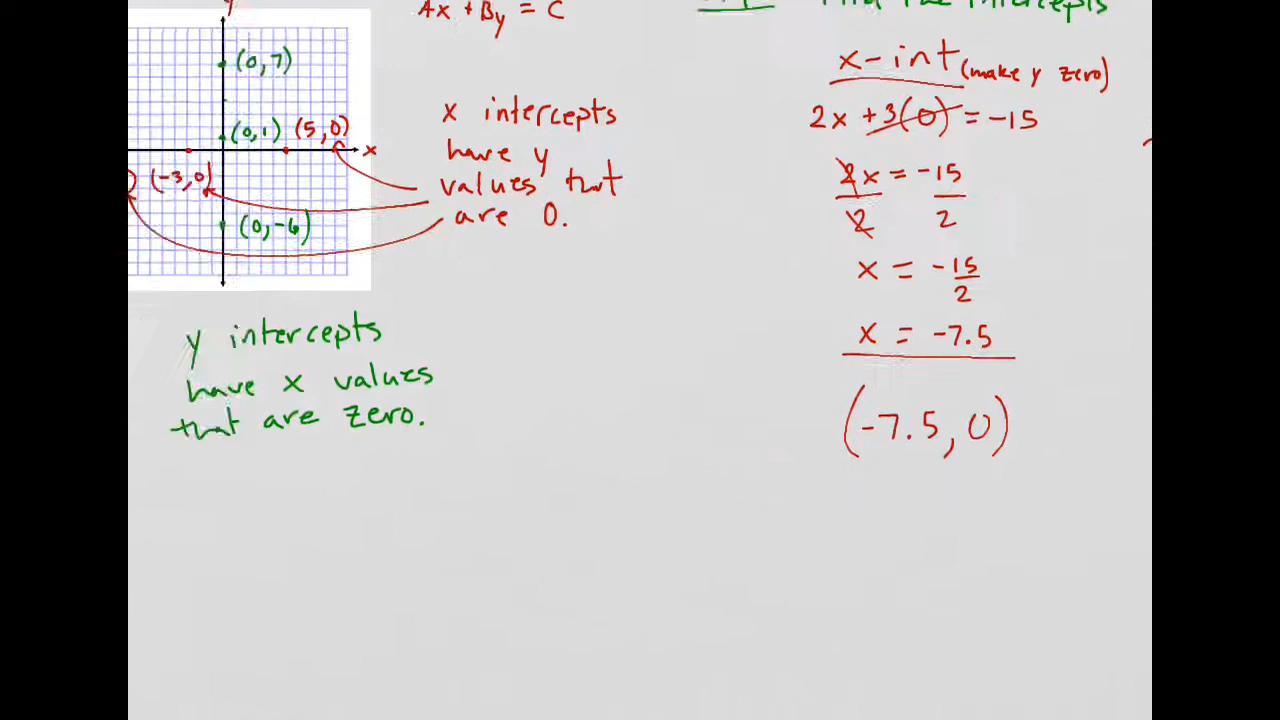 y
Ax + By = C
(0, 7)
(0, 1)
(5, 0)
x
(-3, 0)
(0, -6)
x intercepts
have y
values that
are 0.
y intercepts
have x values
that are zero.
Find the intercepts
x - int (make y zero)
2x + 3(0) = -15
2x = -15
2 2
x = -15
2
x = -7.5
(-7.5, 0)